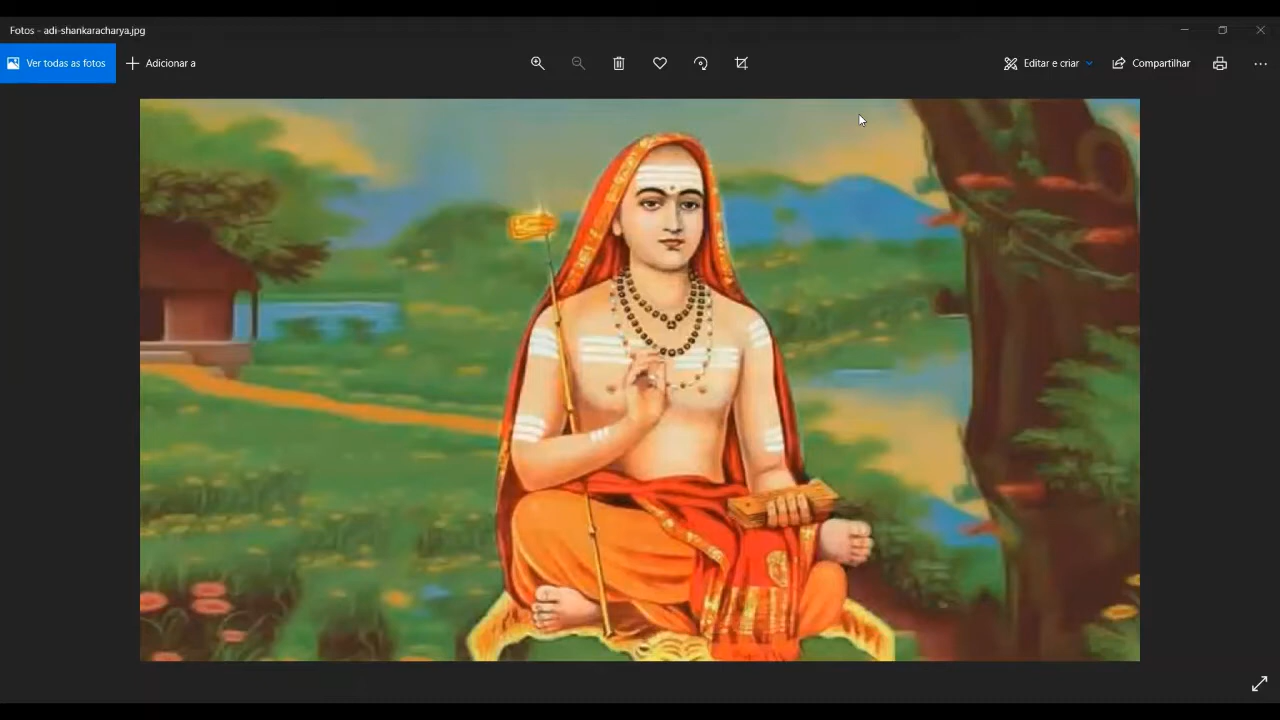 Fotos - adi-shankaracharya.jpg
Ver todas as fotos
Adicionar a
Editar e criar
Compartilhar